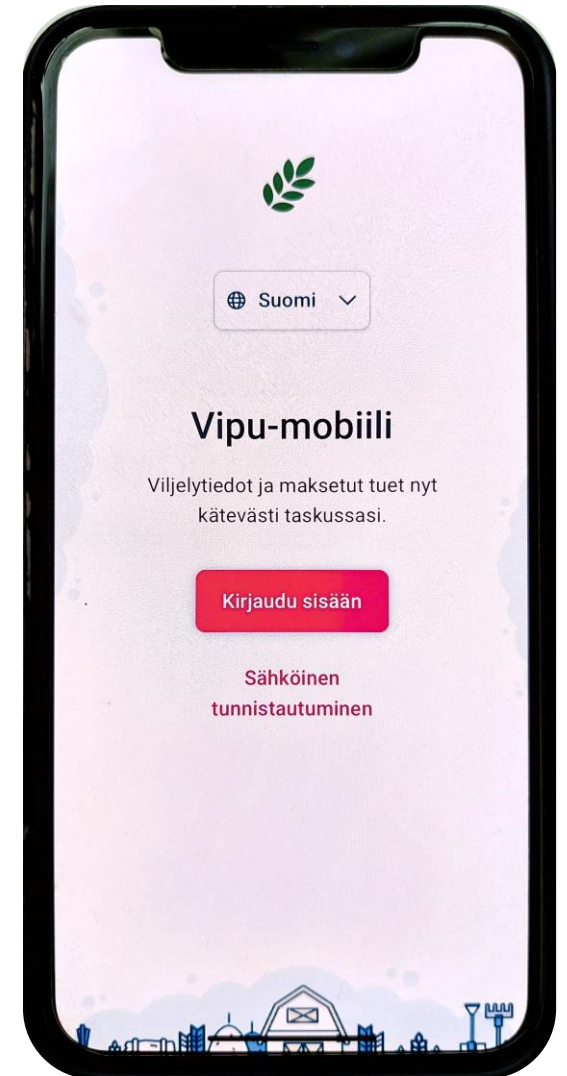 Suomi
Vipu-mobiili
Viljelytiedot ja maksetut tuet nyt
kätevästi taskussasi.
Kirjaudu sisään
Sähköinen
tunnistautuminen